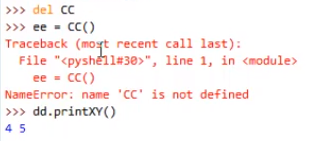 >>> del CC
>>> ee = CC()
Traceback (most recent call last):
  File "<pyshell#30>", line 1, in <module>
    ee = CC()
NameError: name 'CC' is not defined
>>> dd.printXY()
4 5